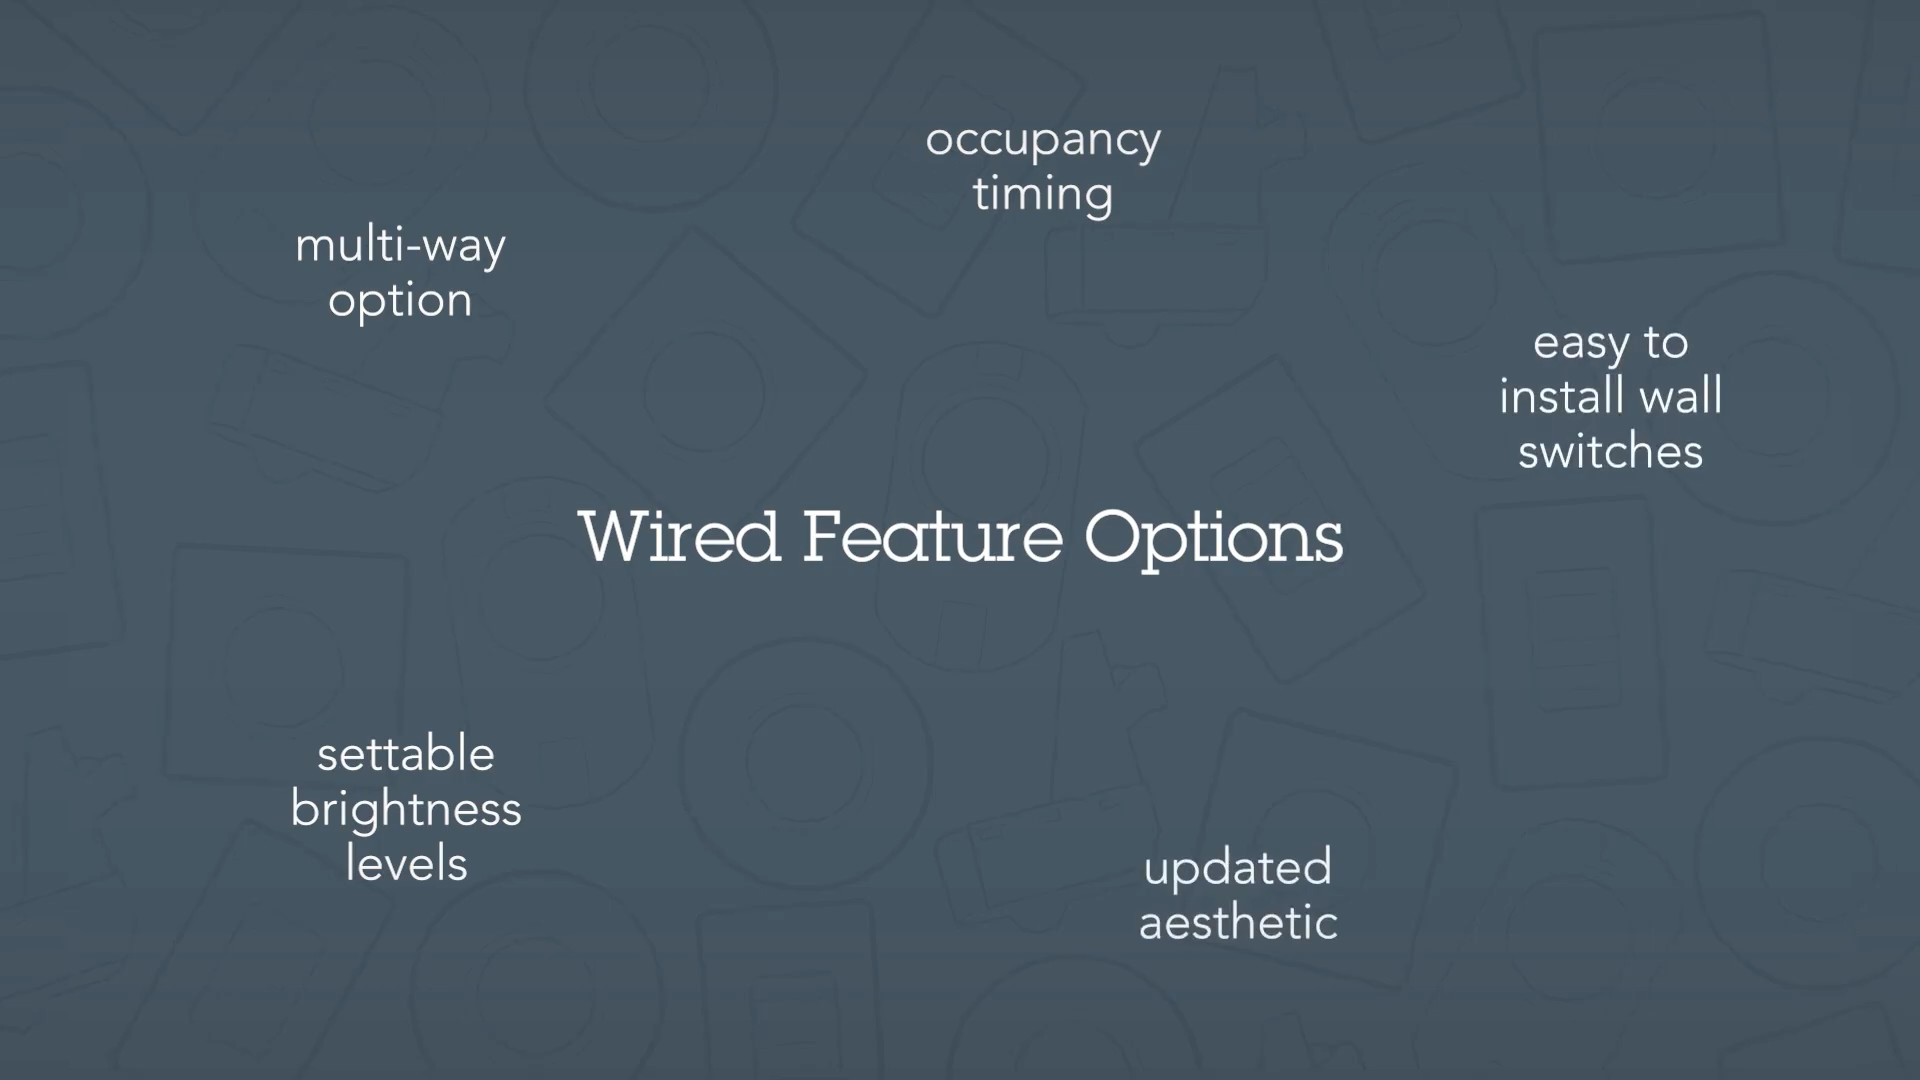 occupancy
timing
multi-way
option
easy to
install wall
switches
Wired Feature Options
settable
brightness
levels
updated
aesthetic